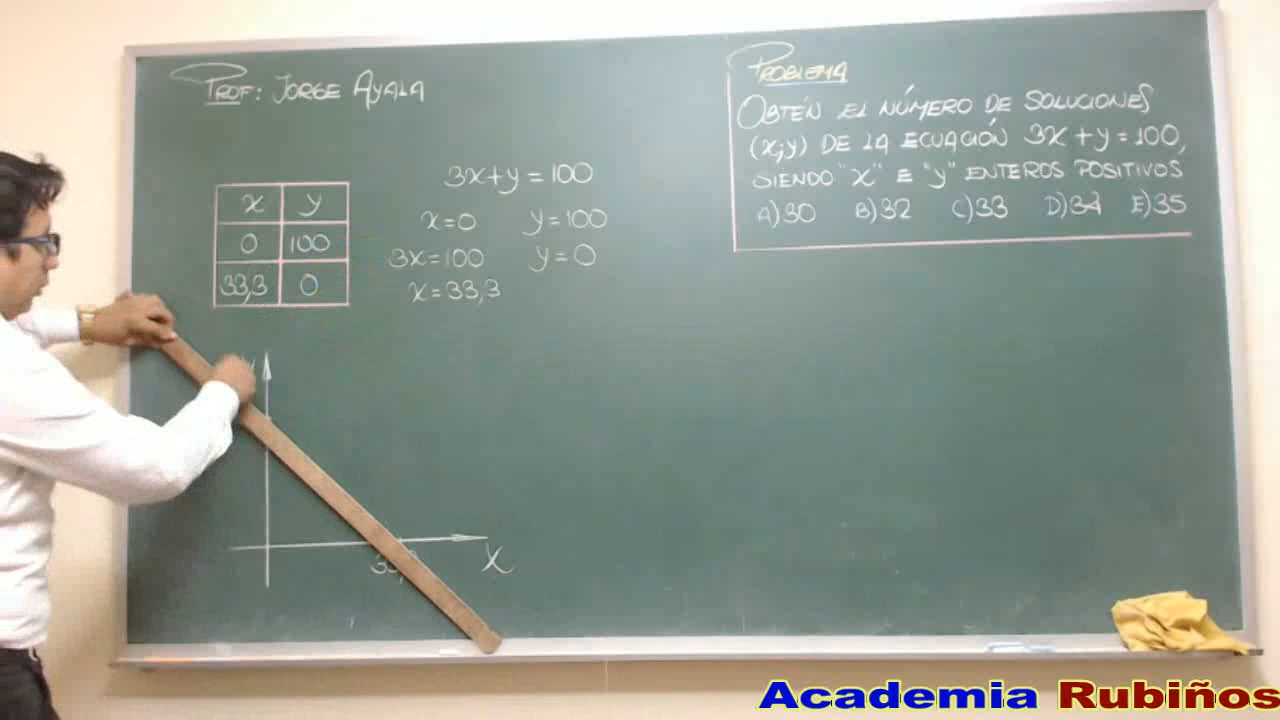 PROF: JORGE AYALA
x y
0 100
33,3 0
3x+y=100
x=0 y=100
3x=100 y=0
x=33,3
X
PROBLEMA
OBTÉN EL NÚMERO DE SOLUCIONES
(x;y) DE LA ECUACIÓN 3x+y=100,
SIENDO "x" E "y" ENTEROS POSITIVOS
A)30 B)32 C)33 D)34 E)35
Academia Rubiños